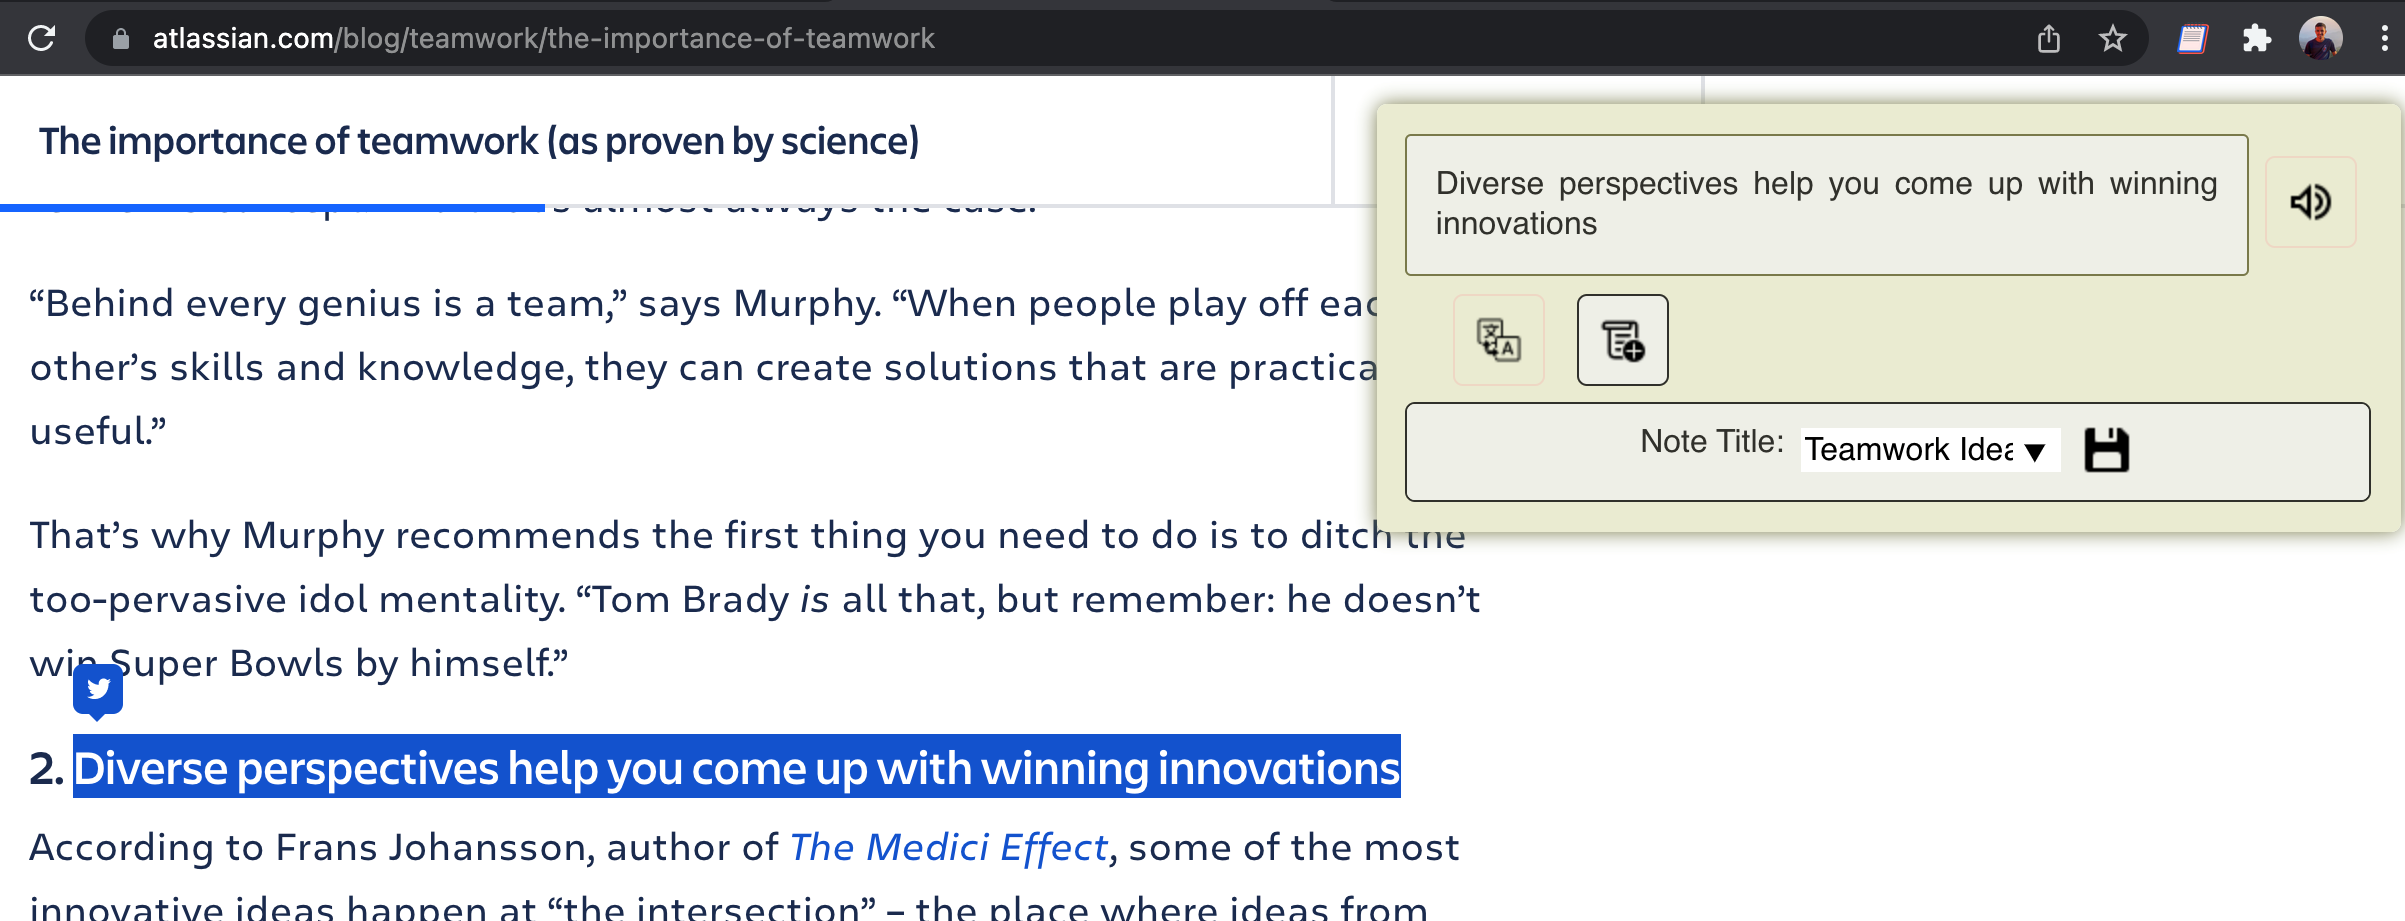 atlassian.com/blog/teamwork/the-importance-of-teamwork
The importance of teamwork (as proven by science)
s almost always the case.
“Behind every genius is a team,” says Murphy. “When people play off eac
other’s skills and knowledge, they can create solutions that are practica
useful.”
That’s why Murphy recommends the first thing you need to do is to ditch the
too-pervasive idol mentality. “Tom Brady is all that, but remember: he doesn’t
win Super Bowls by himself.”
2. Diverse perspectives help you come up with winning innovations
According to Frans Johansson, author of The Medici Effect, some of the most
innovative ideas happen at “the intersection” – the place where ideas from
Diverse perspectives help you come up with winning
innovations
文
A
Note Title: Teamwork Idea